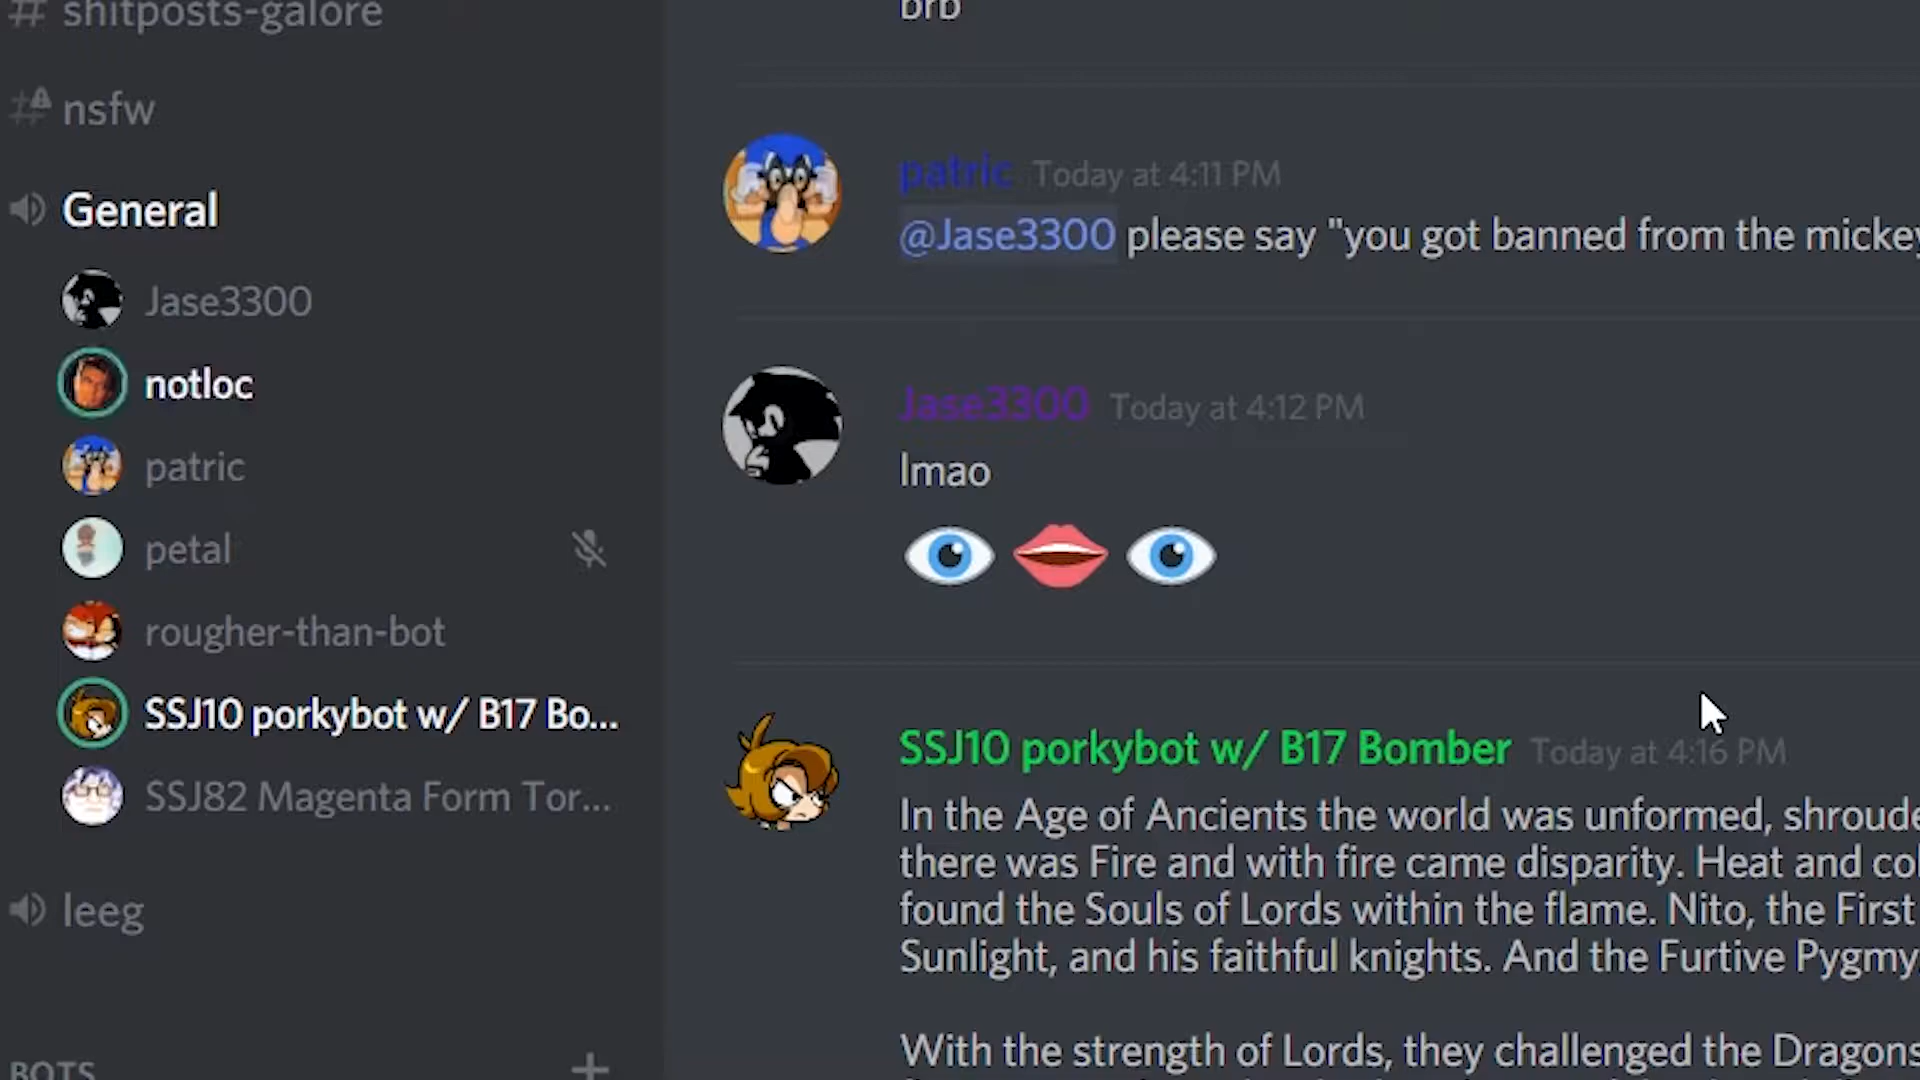 shitposts-galore
nsfw
General
Jase3300
notloc
patric
petal
rougher-than-bot
SSJ10 porkybot w/ B17 Bo...
SSJ82 Magenta Form Tor...
leeg
BOTS
brb
patric Today at 4:11 PM
@Jase3300 please say "you got banned from the mickey
Jase3300 Today at 4:12 PM
lmao
SSJ10 porkybot w/ B17 Bomber Today at 4:16 PM
In the Age of Ancients the world was unformed, shroude
there was Fire and with fire came disparity. Heat and col
found the Souls of Lords within the flame. Nito, the First
Sunlight, and his faithful knights. And the Furtive Pygmy,
With the strength of Lords, they challenged the Dragons